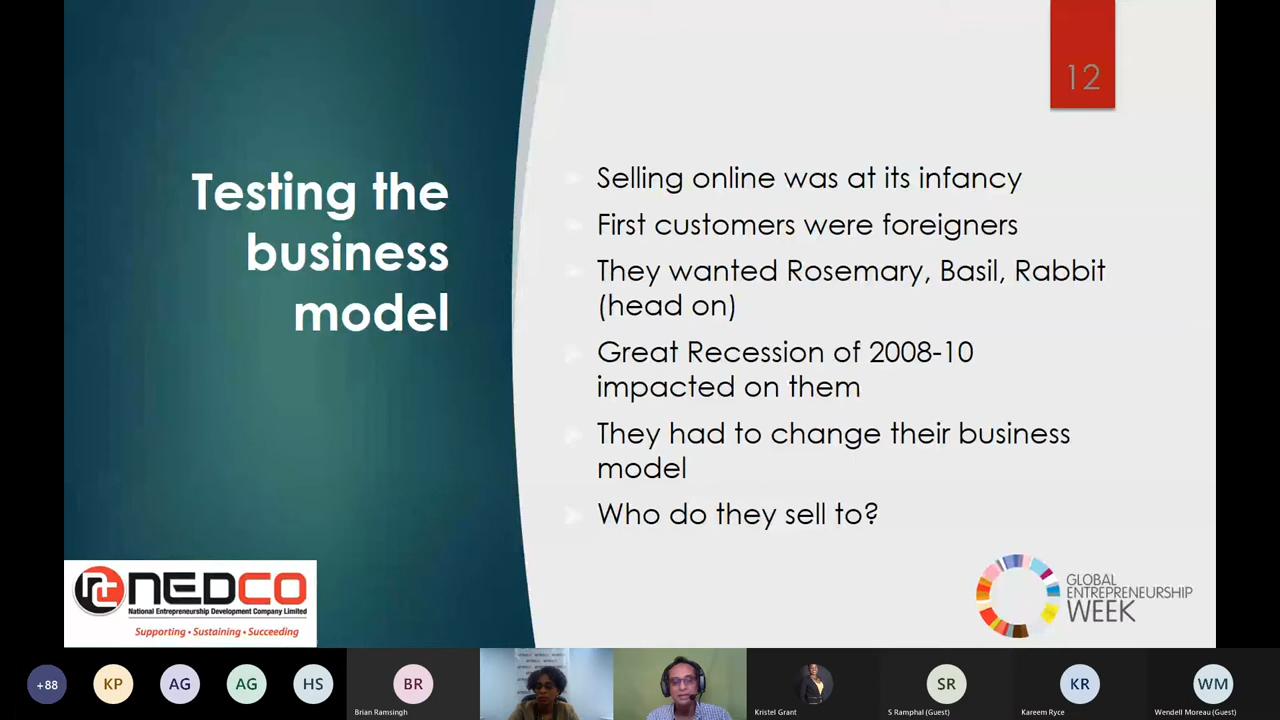 12
Testing the
business
model
Selling online was at its infancy
First customers were foreigners
They wanted Rosemary, Basil, Rabbit
(head on)
Great Recession of 2008-10
impacted on them
They had to change their business
model
Who do they sell to?
NEDCO
National Entrepreneurship Development Company Limited
Supporting • Sustaining • Succeeding
GLOBAL
ENTREPRENEURSHIP
WEEK
+88
KP
AG
AG
HS
BR
Brian Ramsingh
Kristel Grant
SR
S Ramphal (Guest)
KR
Kareem Ryce
WM
Wendell Moreau (Guest)